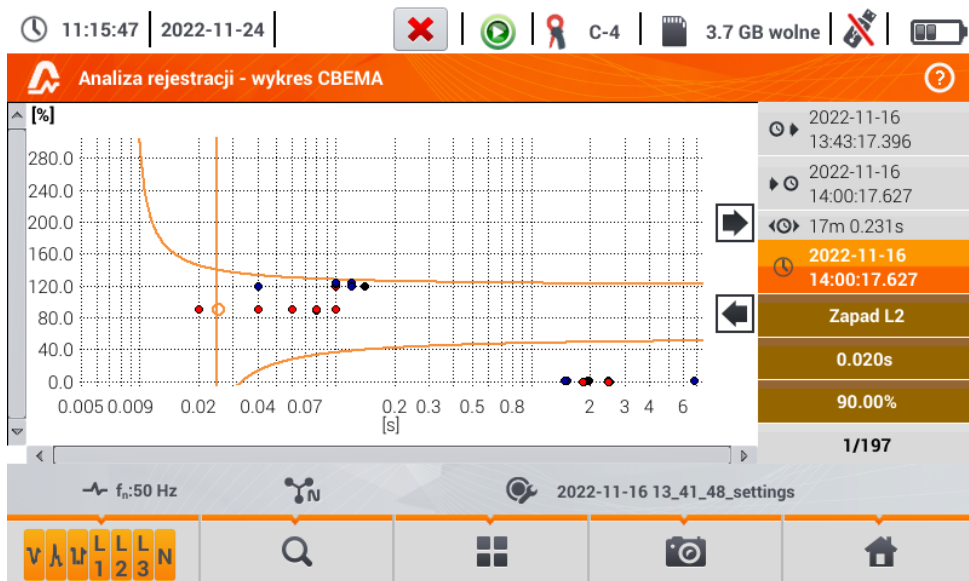 11:15:47 2022-11-24 C-4 3.7 GB wolne
Analiza rejestracji - wykres CBEMA ?
[%]
280.0
240.0
200.0
160.0
120.0
80.0
40.0
0.0
0.005 0.009 0.02 0.04 0.07 0.2 0.3 0.5 0.8 2 3 4 6
[s]
2022-11-16
13:43:17.396
2022-11-16
14:00:17.627
17m 0.231s
2022-11-16
14:00:17.627
Zapad L2
0.020s
90.00%
1/197
fn:50 Hz N 2022-11-16 13_41_48_settings
L1 L2 L3 N